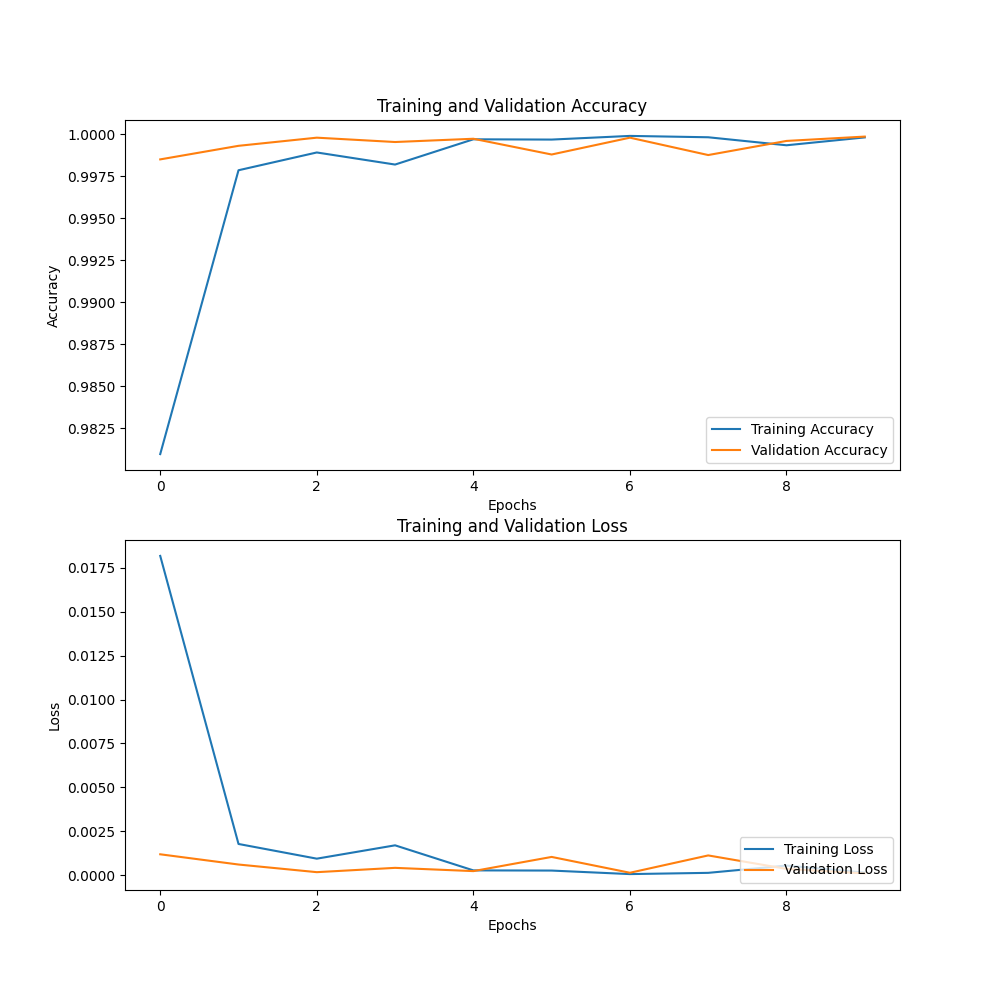 Training and Validation Accuracy
1.0000
0.9975
0.9950
0.9925
0.9900
0.9875
0.9850
0.9825
Accuracy
Training Accuracy
Validation Accuracy
0 2 4 6 8
Epochs
Training and Validation Loss
0.0175
0.0150
0.0125
0.0100
0.0075
0.0050
0.0025
0.0000
Loss
Training Loss
Validation Loss
0 2 4 6 8
Epochs